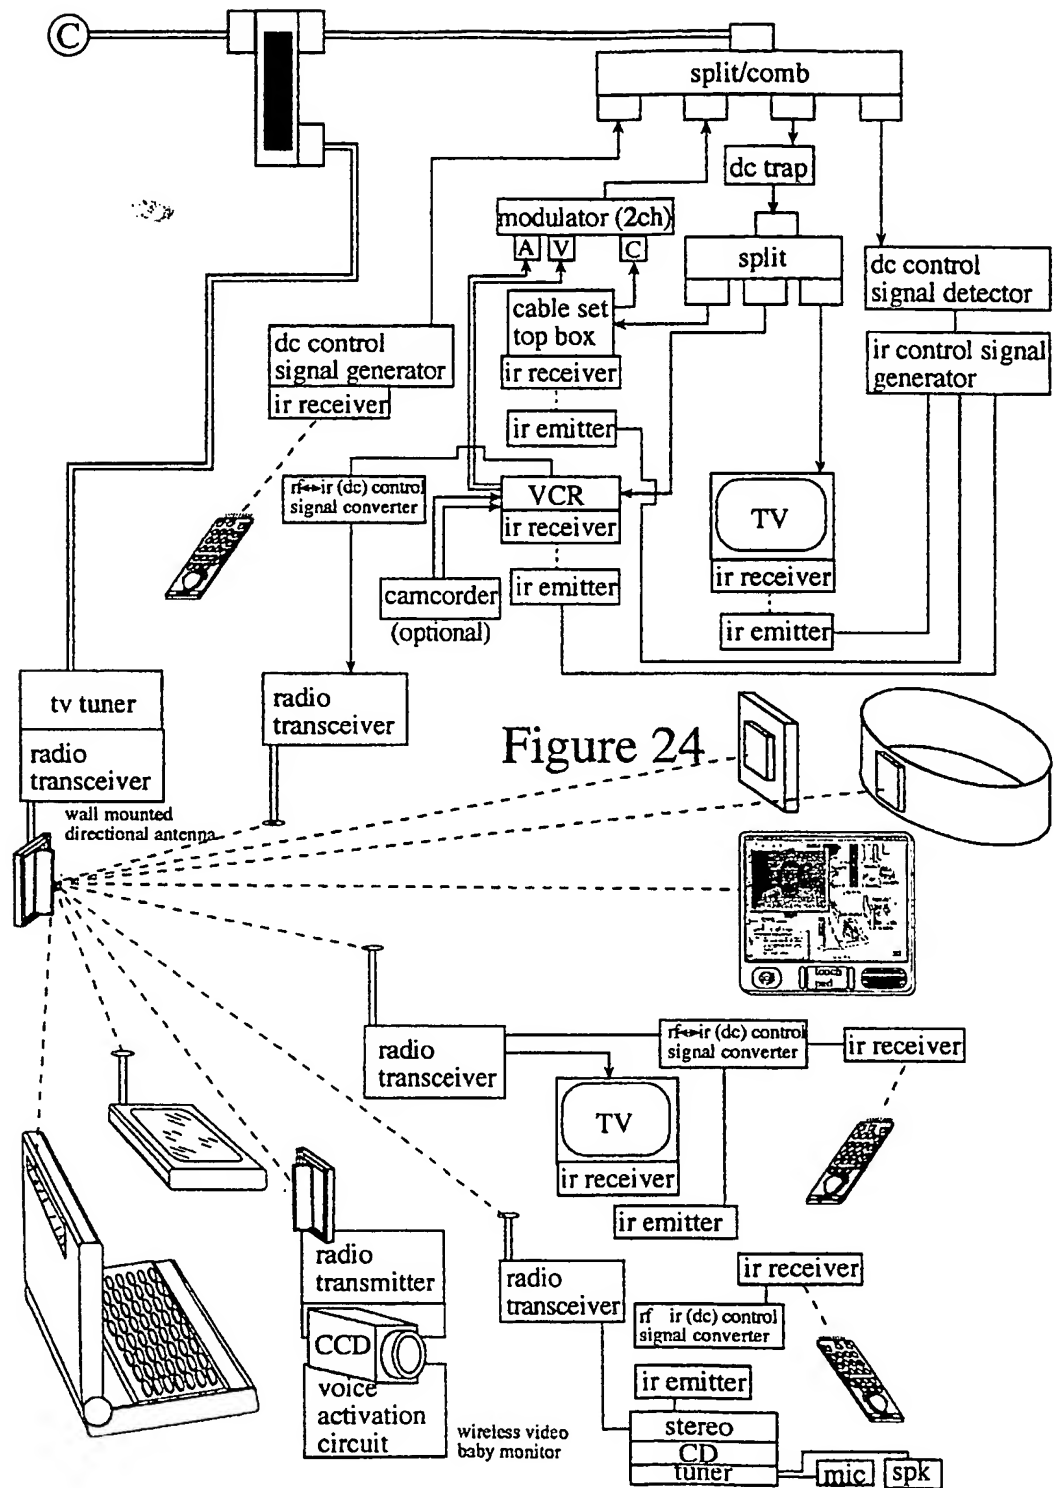 C
split/comb
dc trap
modulator (2ch)
A V C
split
dc control
signal detector
cable set
top box
ir receiver
dc control
signal generator
ir receiver
ir control signal
generator
ir emitter
rf↔ir (dc) control
signal converter
VCR
ir receiver
TV
ir receiver
camcorder
(optional)
ir emitter
ir emitter
tv tuner
radio
transceiver
radio
transceiver
Figure 24
wall mounted
directional antenna
touch
pad
radio
transceiver
rf↔ir (dc) control
signal converter
ir receiver
TV
ir receiver
ir emitter
radio
transmitter
CCD
voice
activation
circuit
wireless video
baby monitor
radio
transceiver
ir receiver
rf ir (dc) control
signal converter
ir emitter
stereo
CD
tuner
mic
spk